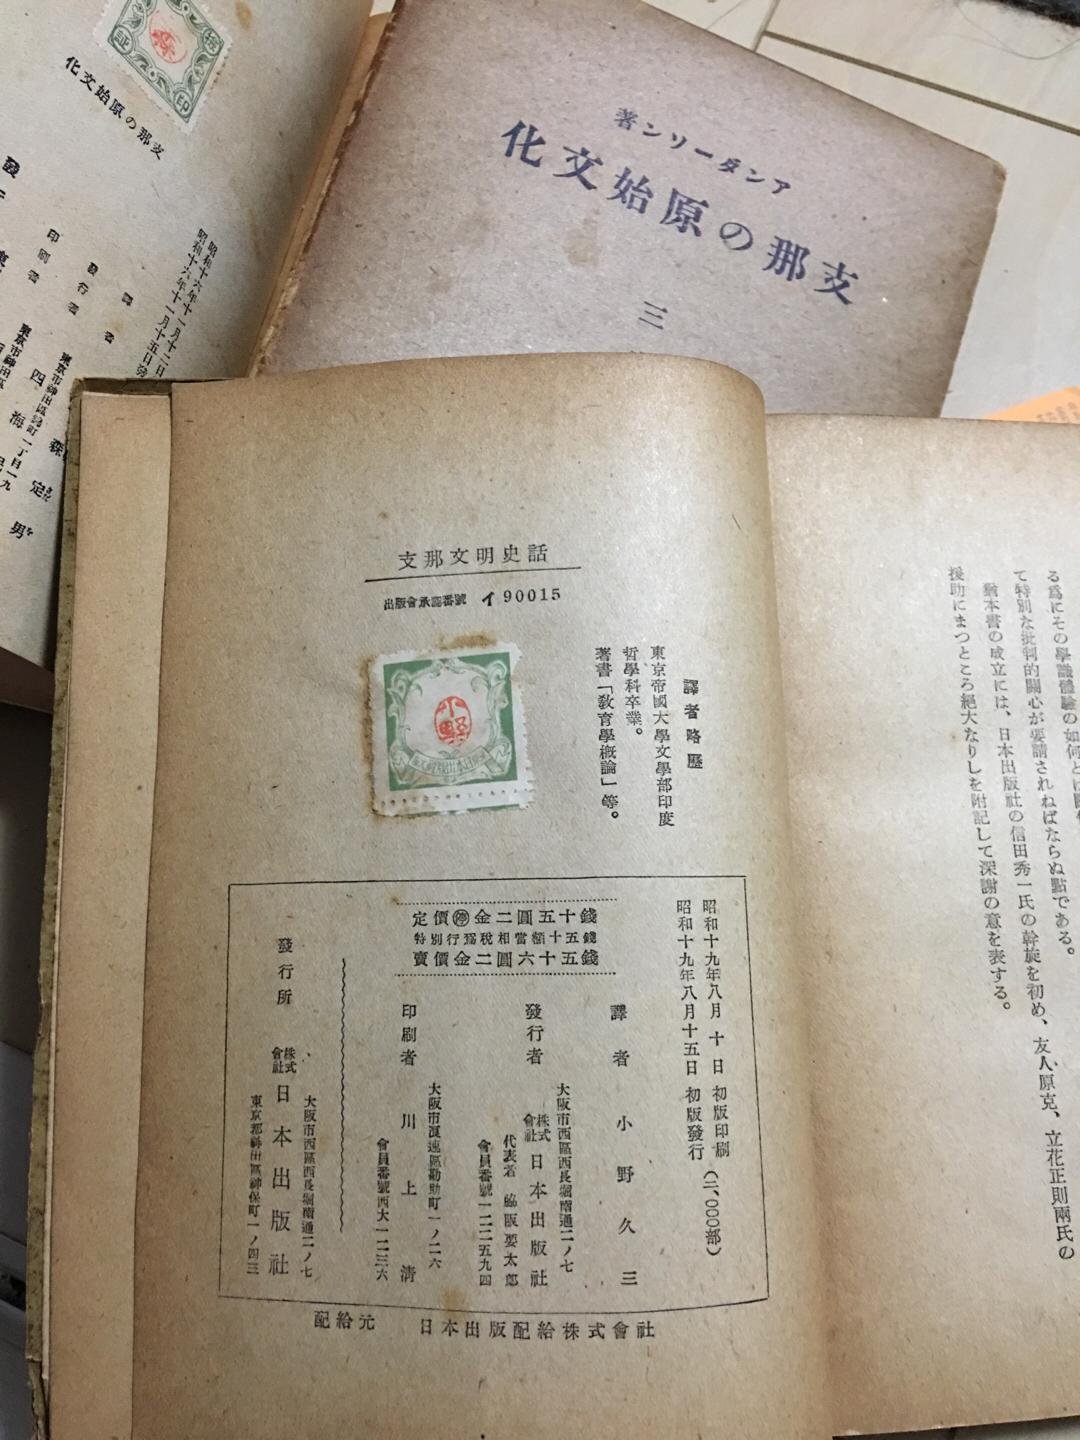 支那の原始文化
昭和十六年十一月十二日
昭和十六年十一月十五日
譯者
發行者
印刷者
東京市神田區
森定男
四海
アンダーソン著
支那の原始文化
三
支那文明史話
出版會承認番號 イ90015
小野
譯者略歷
東京帝國大學文學部印度
哲學科卒業。
著書「敎育學概論」等。
昭和十九年八月 十 日 初版印刷
昭和十九年八月十五日 初版發行
(二、〇〇〇部)
定價㊞金二圓五十錢
特別行爲稅相當額十五錢
賣價金二圓六十五錢
譯者 小野久三
大阪市西區西長堀南通二ノ七
發行者 株式會社 日本出版社
代表者 脇阪要太郎
會員番號一二二五九四
大阪市浪速區勘助町一ノ二六
印刷者 川上淸
會員番號西大一二三六
大阪市西區西長堀南通二ノ七
發行所 株式會社 日本出版社
東京都神田區神保町一ノ四三
配給元 日本出版配給株式會社
る爲にその學識體驗の如何とは
て特別な批判的關心が要請されねばならぬ點である。
猶本書の成立には、日本出版社の信田秀一氏の斡旋を初め、友人原克、立花正則兩氏の
援助にまつところ絕大なりしを附記して深謝の意を表する。